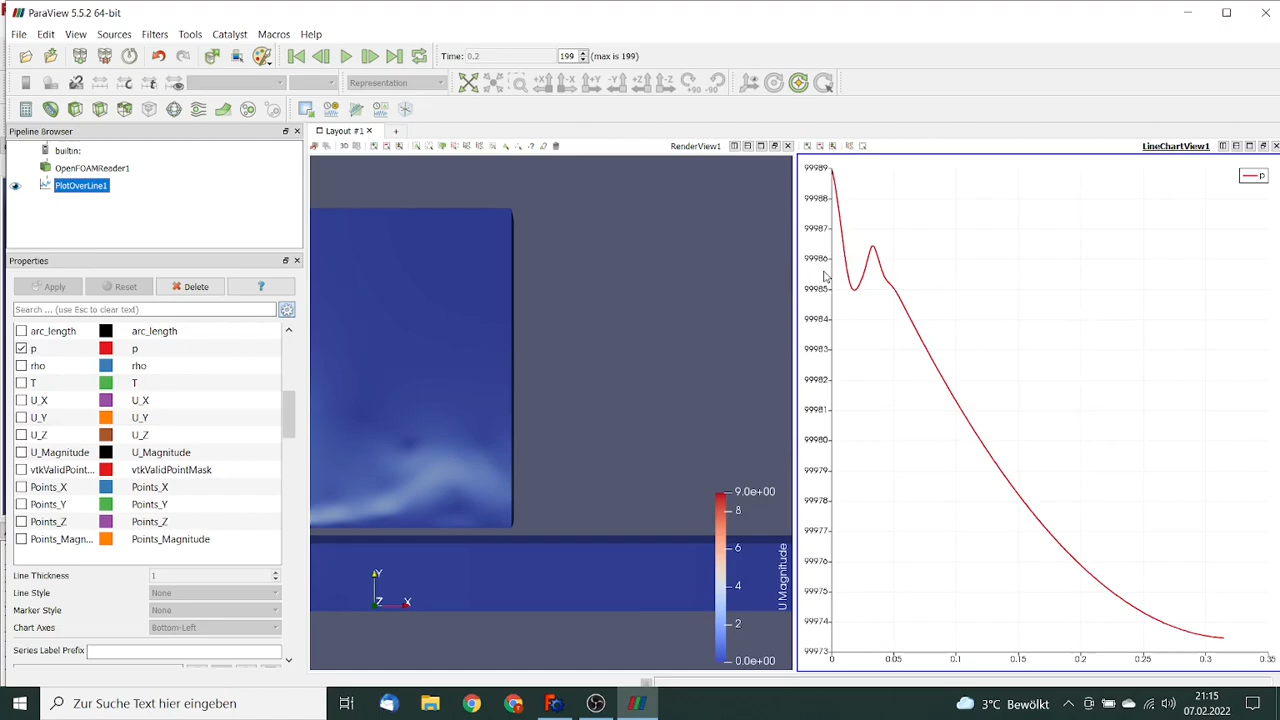 ParaView 5.5.2 64-bit
File Edit View Sources Filters Tools Catalyst Macros Help
Time: 0.2 199 (max is 199)
Representation
+X -X +Y -Y +Z -Z +90 -90
Pipeline Browser
builtin:
OpenFOAMReader1
PlotOverLine1
Properties
Apply Reset Delete ?
Search ... (use Esc to clear text)
arc_length arc_length
p p
rho rho
T T
U_X U_X
U_Y U_Y
U_Z U_Z
U_Magnitude U_Magnitude
vtkValidPoint... vtkValidPointMask
Points_X Points_X
Points_Y Points_Y
Points_Z Points_Z
Points_Magn... Points_Magnitude
Line Thickness 1
Line Style None
Marker Style None
Chart Axes Bottom-Left
Series Label Prefix
Layout #1 +
3D
RenderView1
Y
Z X
9.0e+00
8
6
4
2
0.0e+00
U Magnitude
LineChartView1
p
99989
99988
99987
99986
99985
99984
99983
99982
99981
99980
99979
99978
99977
99976
99975
99974
99973
0 0.05 0.1 0.15 0.2 0.25 0.3 0.35
Zur Suche Text hier eingeben
3°C Bewölkt
21:15
07.02.2022